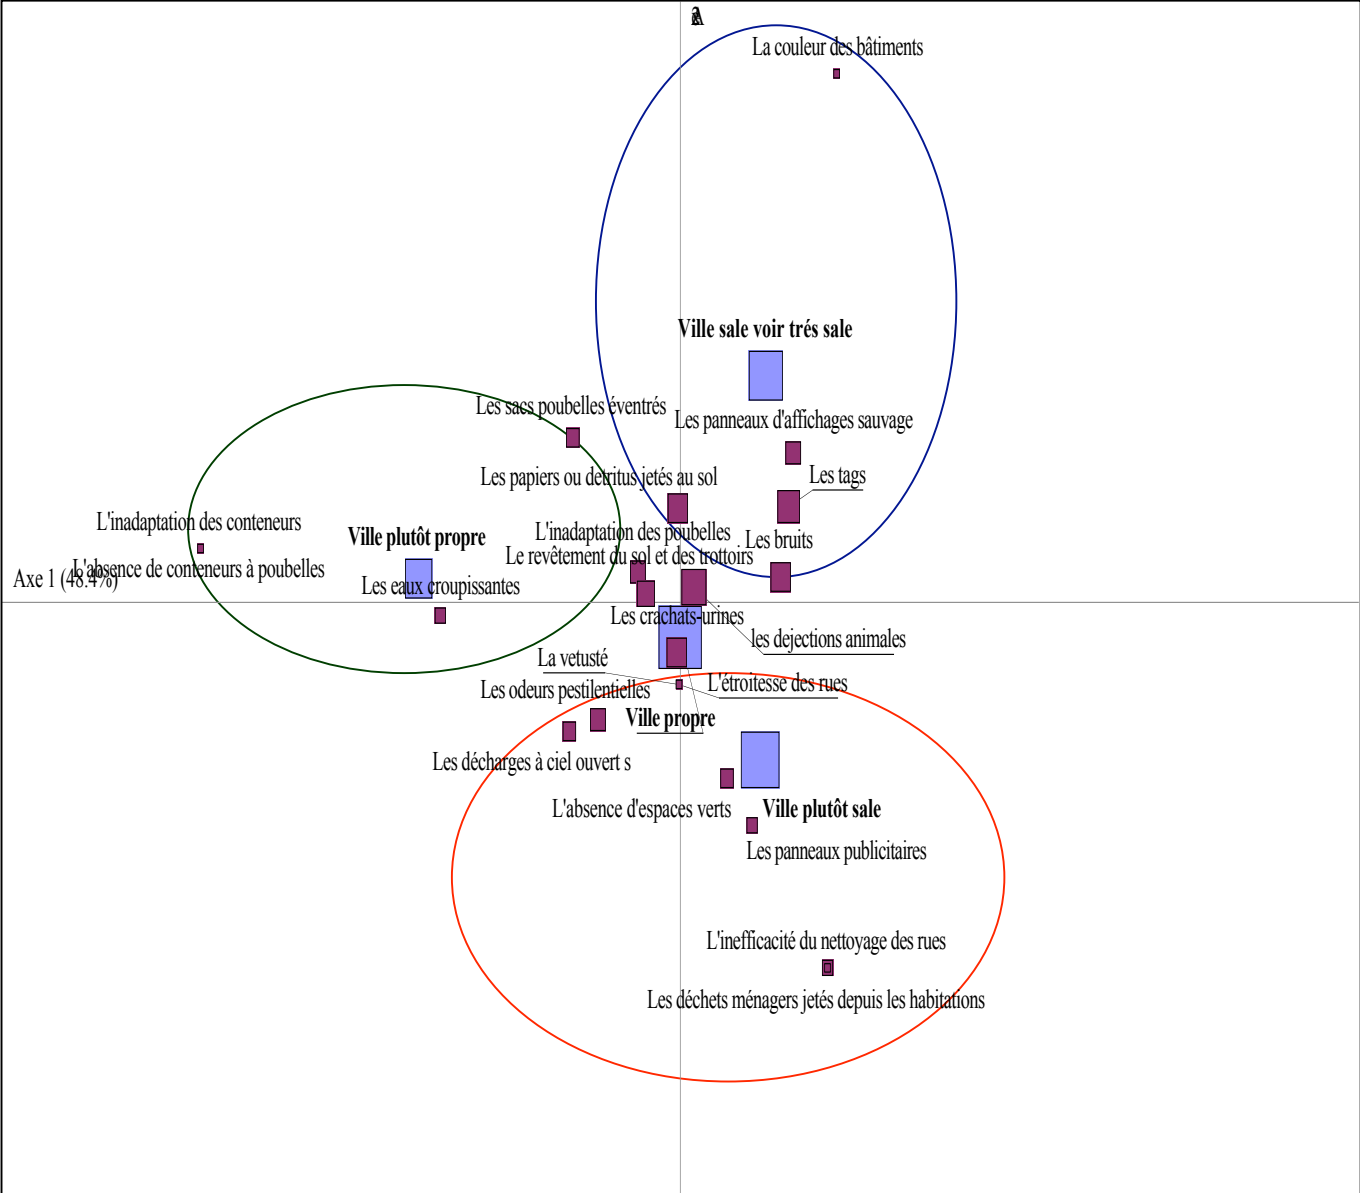 La couleur des bâtiments
Ville sale voir trés sale
Les sacs poubelles éventrés
Les panneaux d'affichages sauvage
Les papiers ou detritus jetés au sol
Les tags
L'inadaptation des conteneurs
Ville plutôt propre
L'inadaptation des poubelles
Les bruits
Le revêtement du sol et des trottoirs
L'absence de conteneurs à poubelles
Axe 1 (48.4%)
Les eaux croupissantes
Les crachats-urines
les dejections animales
La vetusté
L'étroitesse des rues
Les odeurs pestilentielles
Ville propre
Les décharges à ciel ouvert s
L'absence d'espaces verts
Ville plutôt sale
Les panneaux publicitaires
L'inefficacité du nettoyage des rues
Les déchets ménagers jetés depuis les habitations